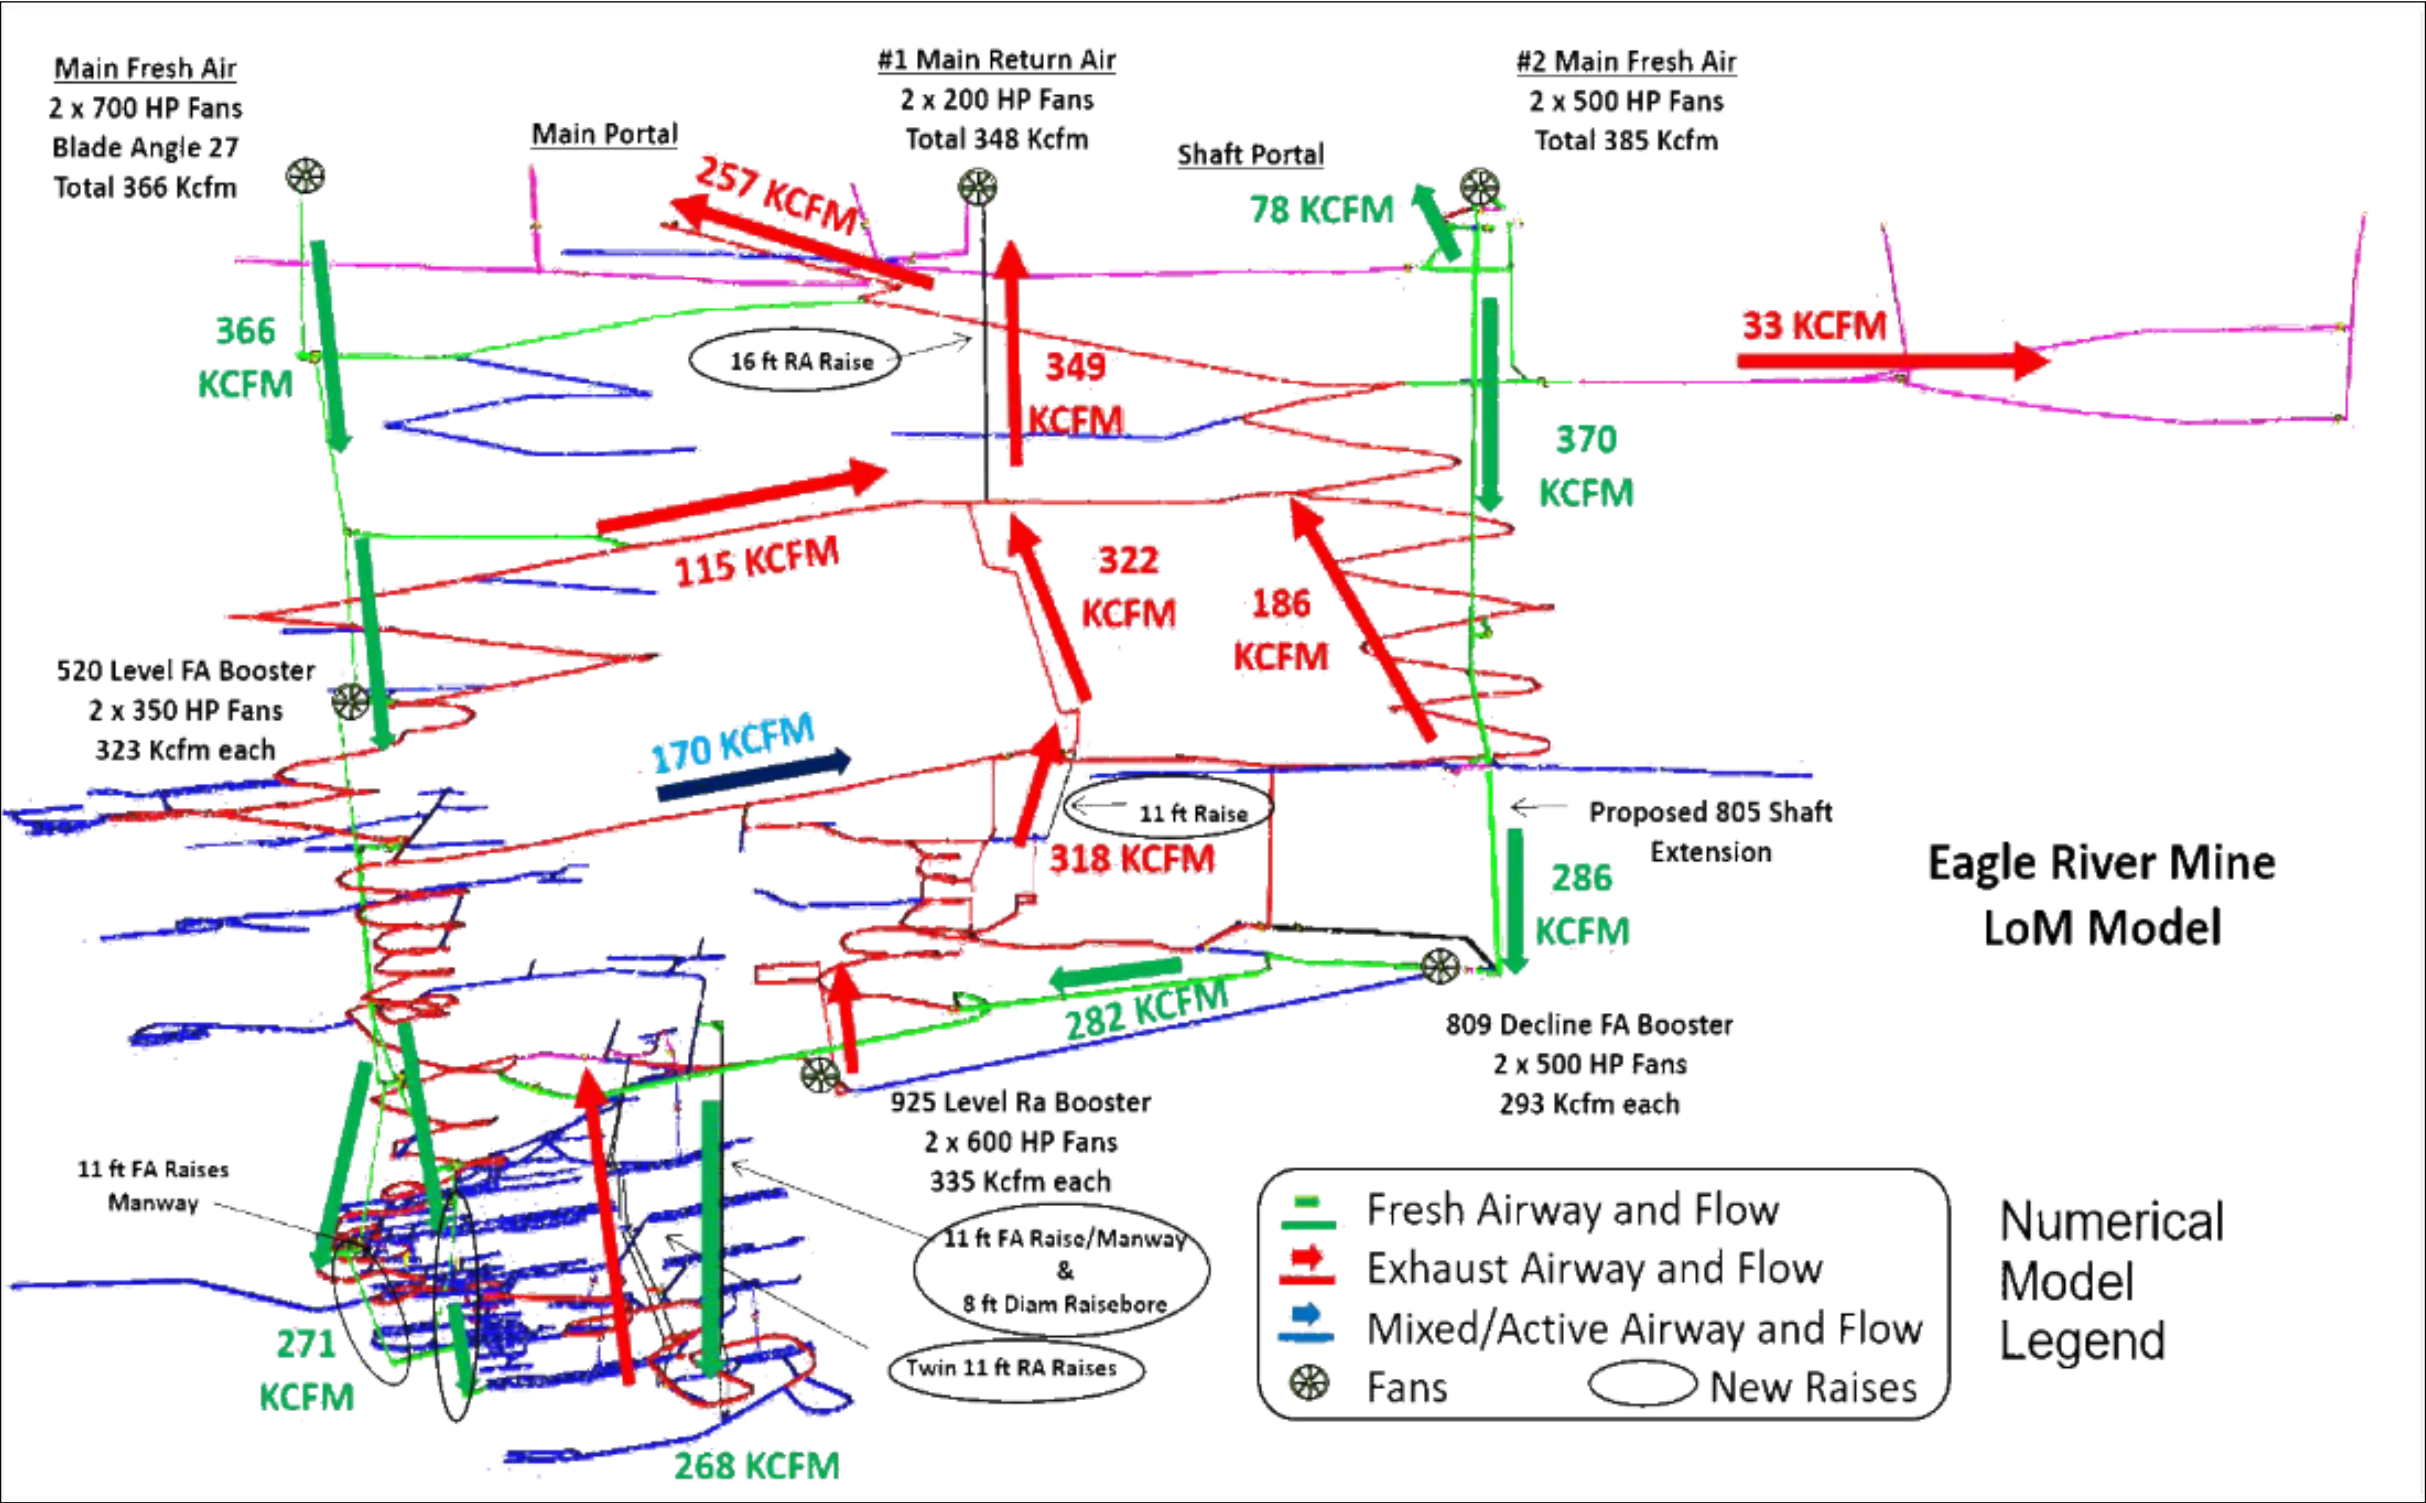 Main Fresh Air
2 x 700 HP Fans
Blade Angle 27
Total 366 Kcfm
Main Portal
#1 Main Return Air
2 x 200 HP Fans
Total 348 Kcfm
Shaft Portal
#2 Main Fresh Air
2 x 500 HP Fans
Total 385 Kcfm
257 KCFM
78 KCFM
366
KCFM
16 ft RA Raise
349
KCFM
33 KCFM
370
KCFM
115 KCFM
322
KCFM
186
KCFM
520 Level FA Booster
2 x 350 HP Fans
323 Kcfm each
170 KCFM
11 ft Raise
318 KCFM
Proposed 805 Shaft
Extension
286
KCFM
Eagle River Mine
LoM Model
282 KCFM
809 Decline FA Booster
2 x 500 HP Fans
293 Kcfm each
925 Level Ra Booster
2 x 600 HP Fans
335 Kcfm each
11 ft FA Raises
Manway
11 ft FA Raise/Manway
&
8 ft Diam Raisebore
Twin 11 ft RA Raises
271
KCFM
268 KCFM
Fresh Airway and Flow
Exhaust Airway and Flow
Mixed/Active Airway and Flow
Fans
New Raises
Numerical
Model
Legend